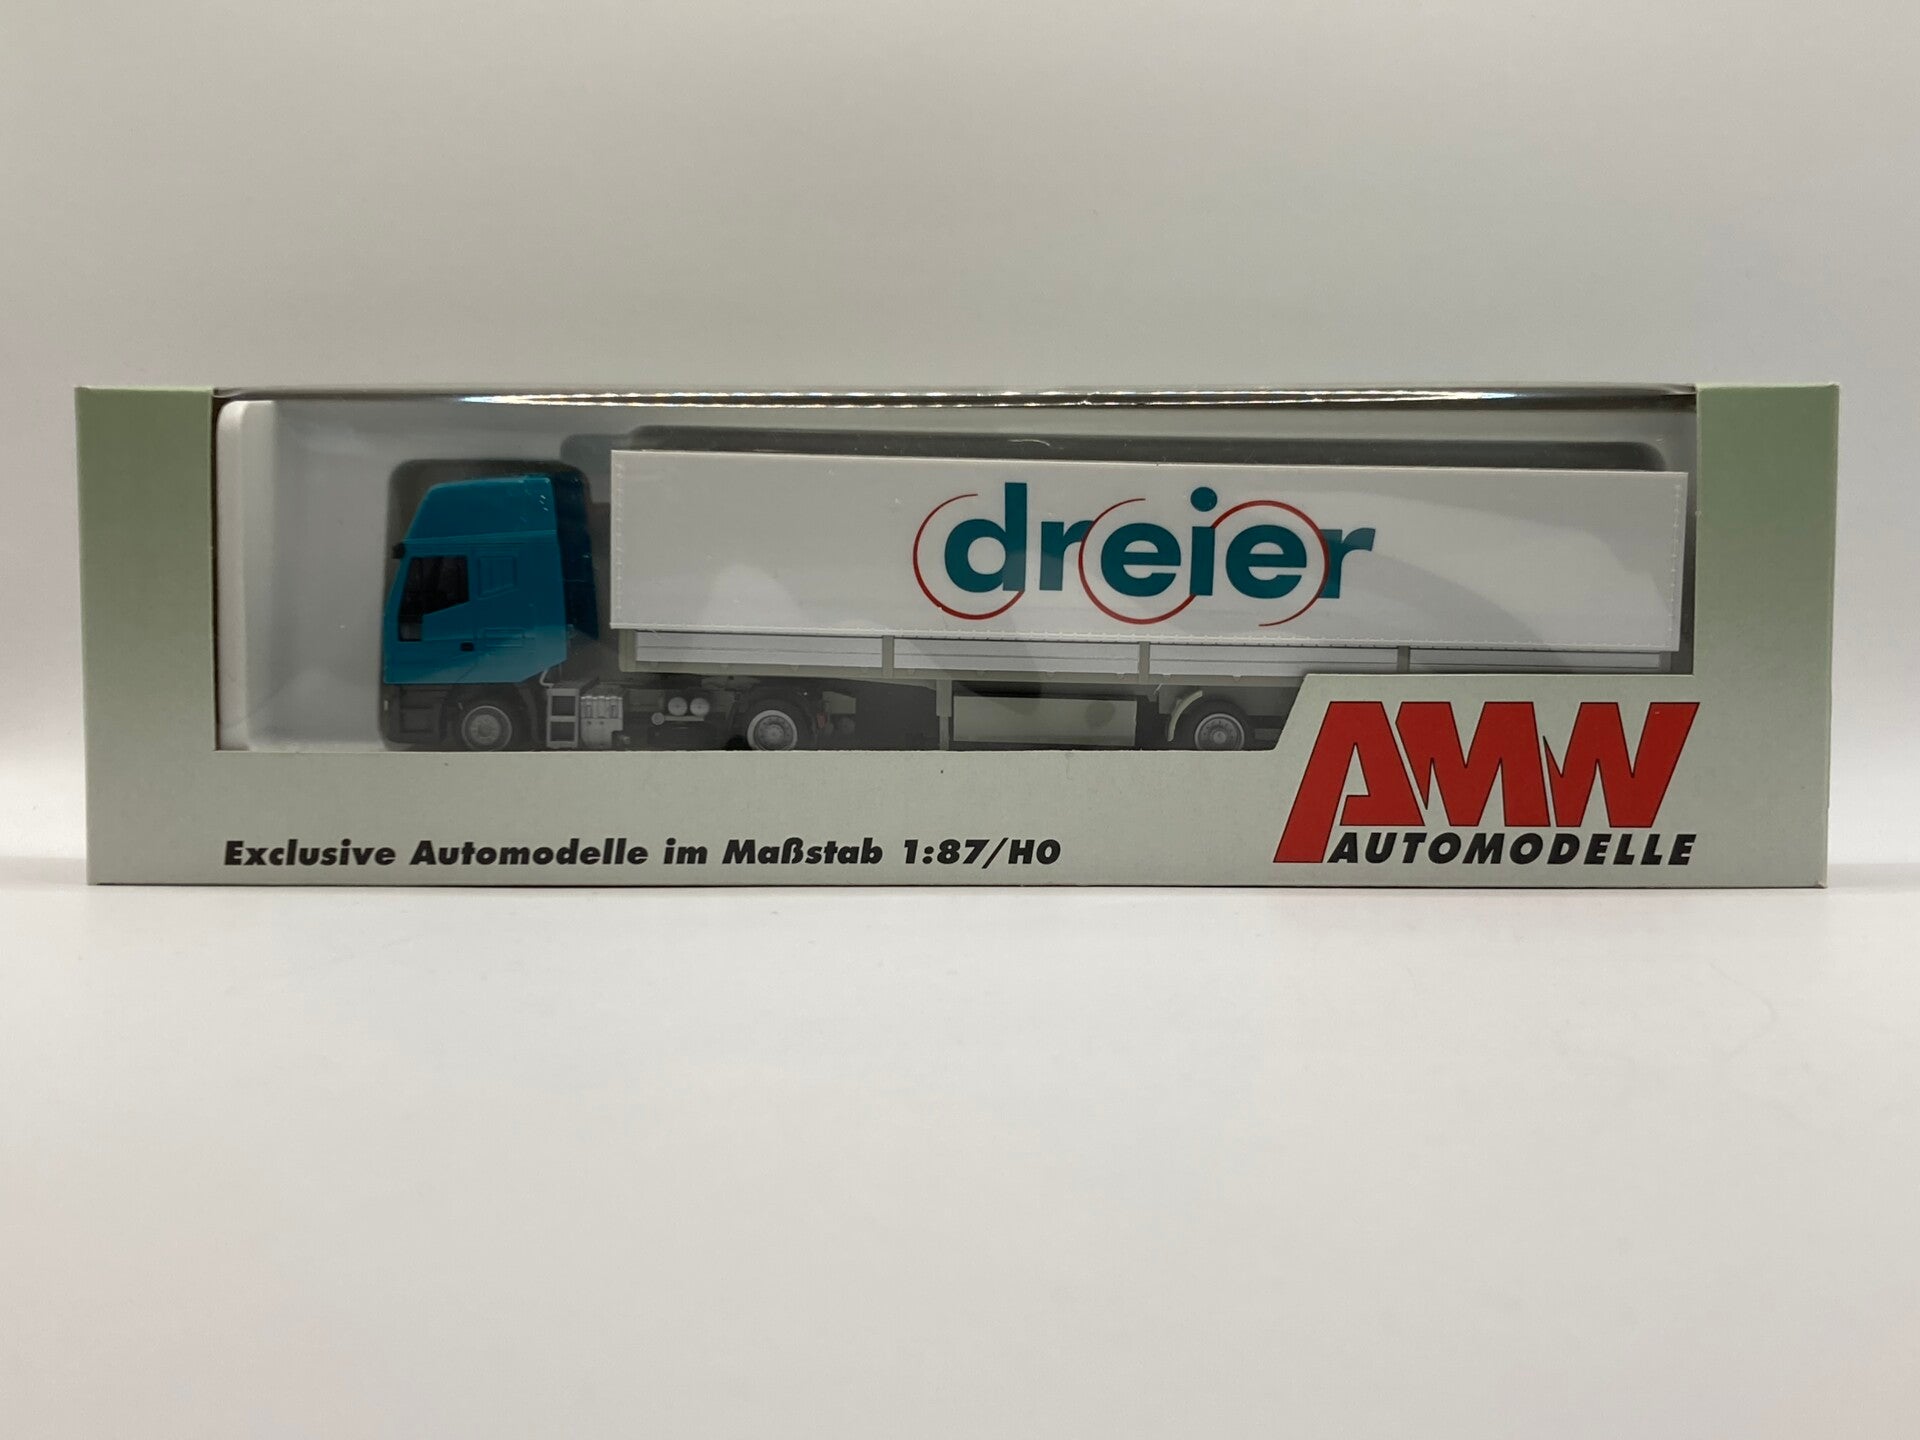 dreier
AMW
AUTOMODELLE
Exclusive Automodelle im Maßstab 1:87/H0